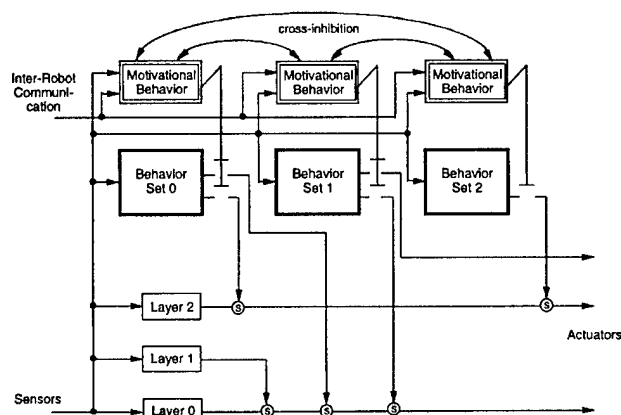 cross-inhibition
Inter-Robot
Communi-
cation
Motivational
Behavior
Motivational
Behavior
Motivational
Behavior
Behavior
Set 0
Behavior
Set 1
Behavior
Set 2
Layer 2
S
S
Actuators
Layer 1
Sensors
Layer 0
S
S
S